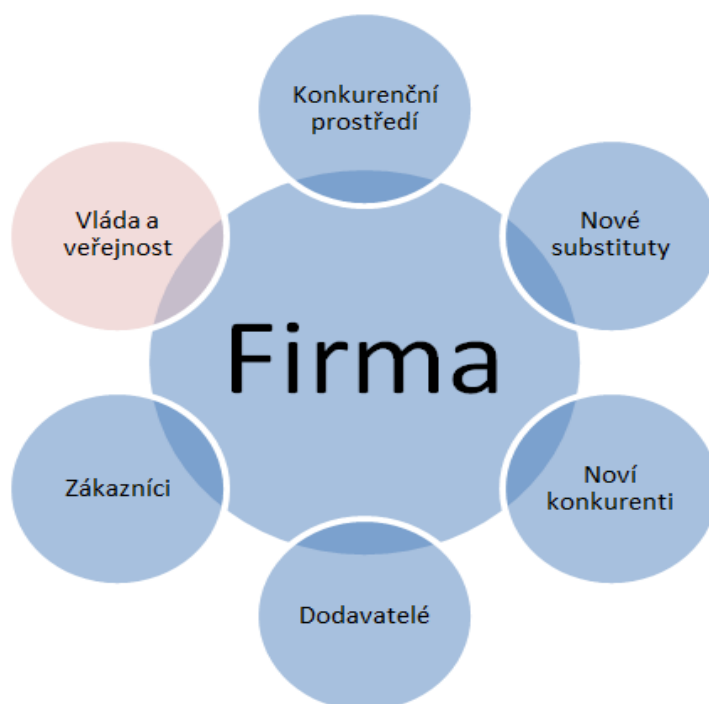 Konkurenční
prostředí
Vláda a
veřejnost
Nové
substituty
Firma
Zákazníci
Noví
konkurenti
Dodavatelé